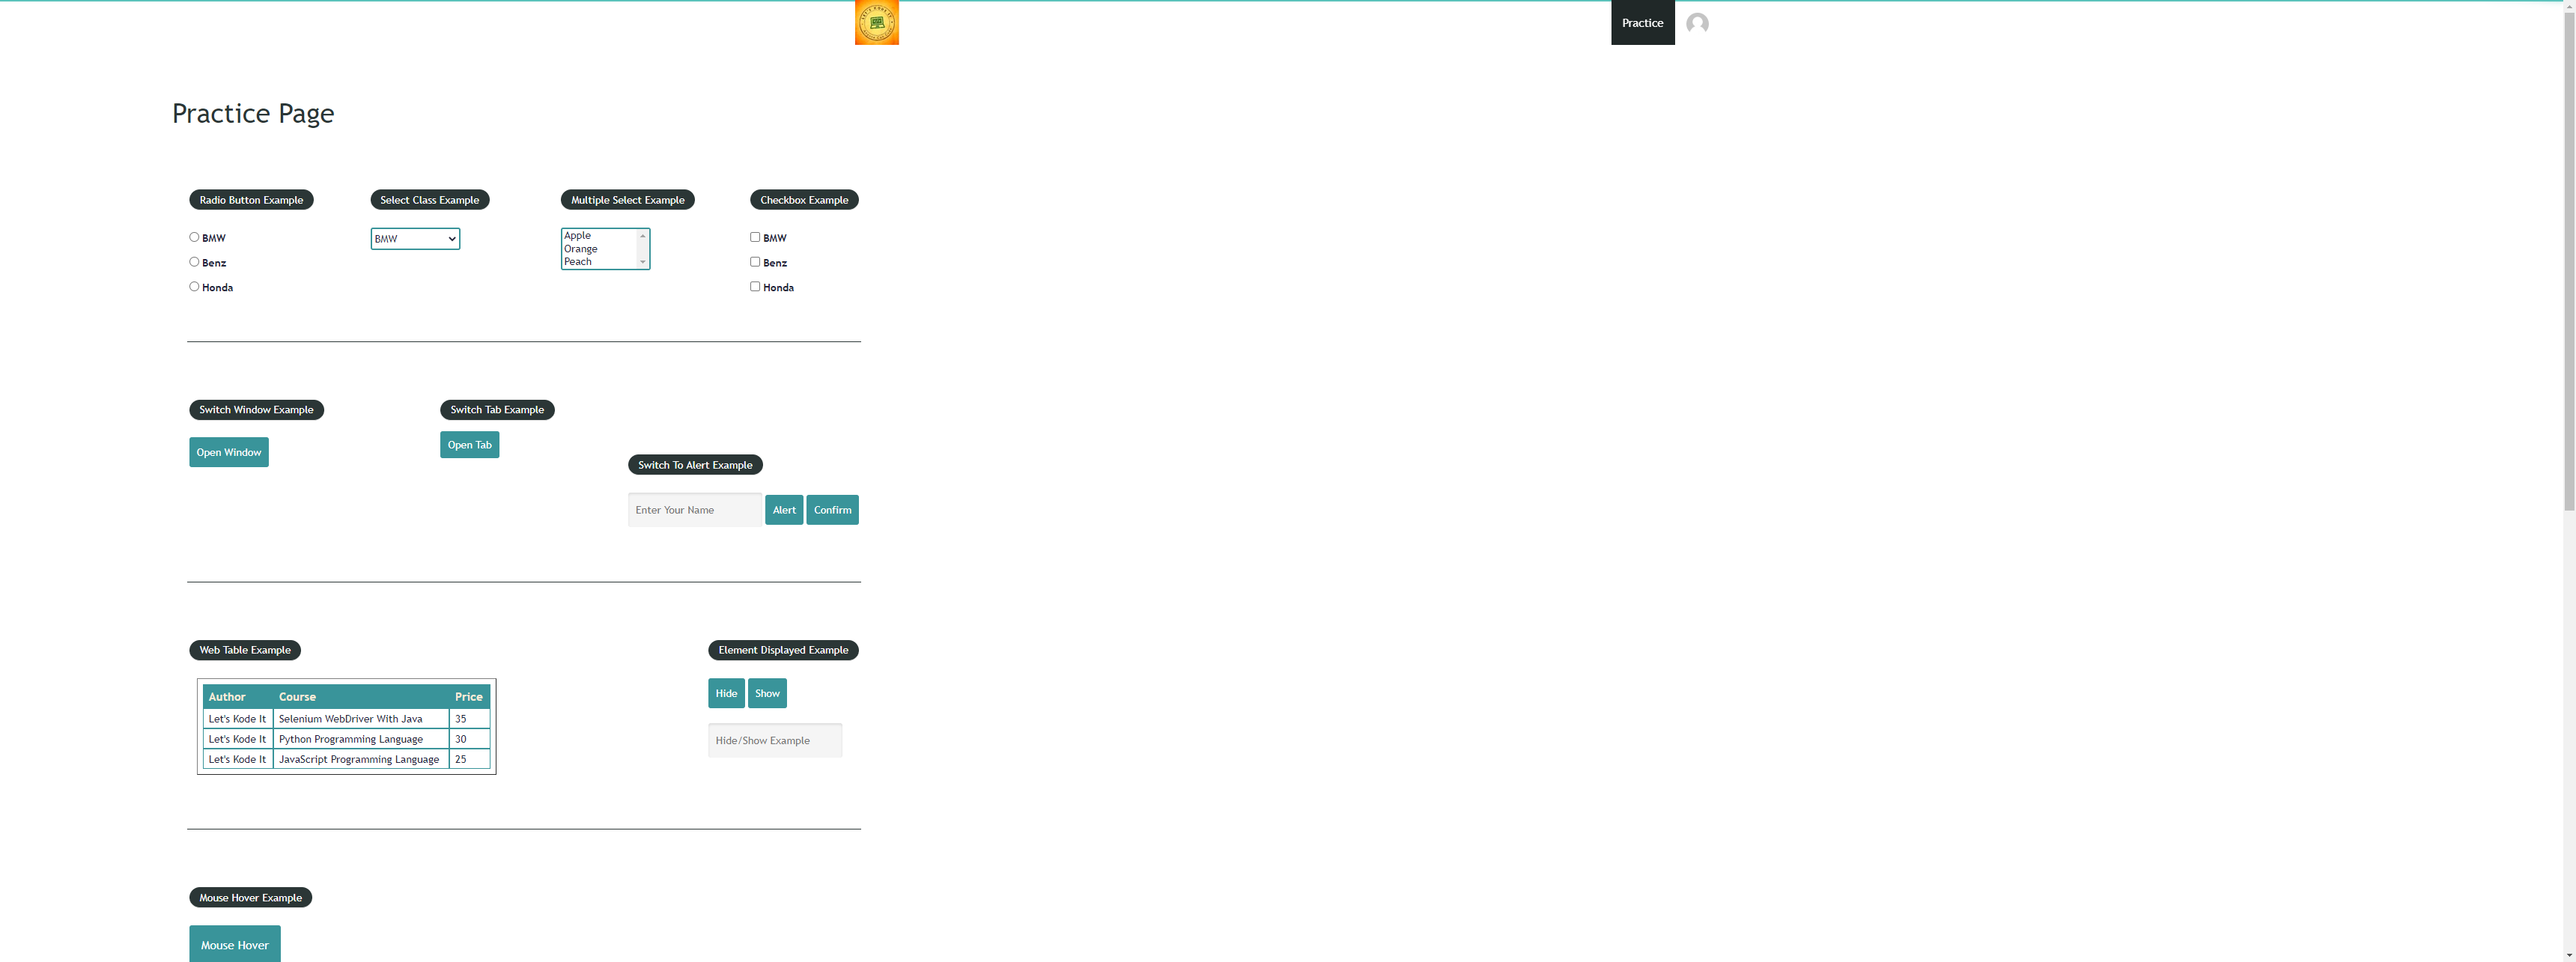 Practice
Practice Page
Radio Button Example
BMW
Benz
Honda
Select Class Example
BMW
Multiple Select Example
Apple
Orange
Peach
Checkbox Example
BMW
Benz
Honda
Switch Window Example
Open Window
Switch Tab Example
Open Tab
Switch To Alert Example
Enter Your Name Alert Confirm
Web Table Example
Author Course Price
Let's Kode It Selenium WebDriver With Java 35
Let's Kode It Python Programming Language 30
Let's Kode It JavaScript Programming Language 25
Element Displayed Example
Hide Show
Hide/Show Example
Mouse Hover Example
Mouse Hover